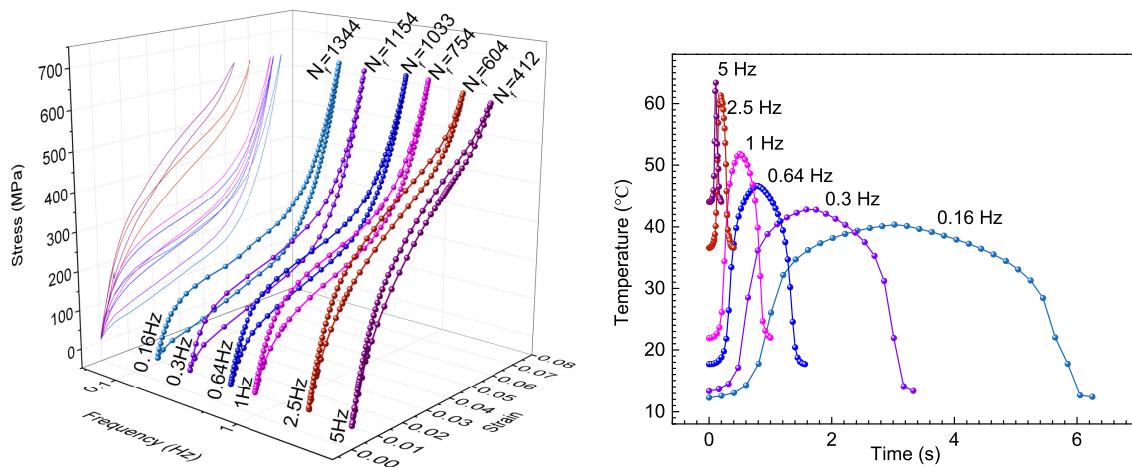 700
600
500
400
300
200
100
0
Stress (MPa)
N_f=1344
N_f=1154
N_f=1033
N_f=754
N_f=604
N_f=412
0.16Hz
0.3Hz
0.64Hz
1Hz
2.5Hz
5Hz
0.1
1
Frequency (Hz)
0.08
0.07
0.06
0.05
0.04
0.03
0.02
0.01
0.00
Strain
60
50
40
30
20
10
Temperature (℃)
5 Hz
2.5 Hz
1 Hz
0.64 Hz
0.3 Hz
0.16 Hz
0
2
4
6
Time (s)